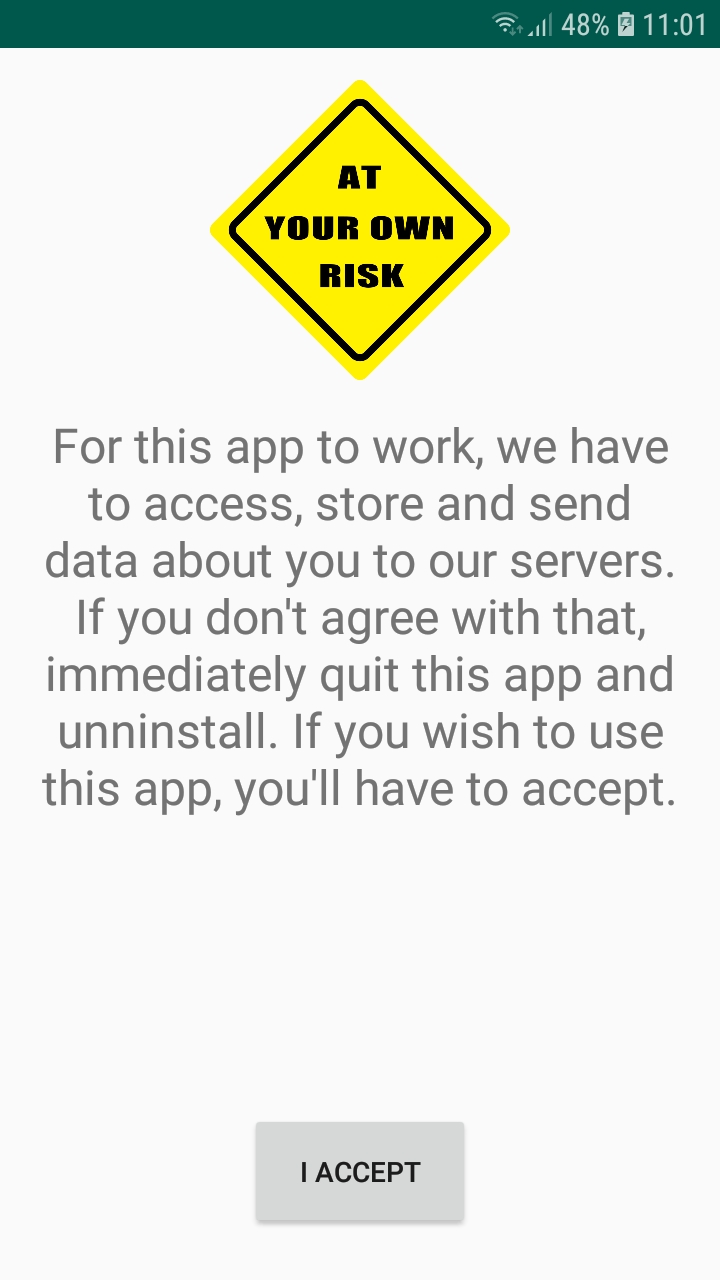 48% 11:01
AT
YOUR OWN
RISK
For this app to work, we have
to access, store and send
data about you to our servers.
If you don't agree with that,
immediately quit this app and
unninstall. If you wish to use
this app, you'll have to accept.
I ACCEPT